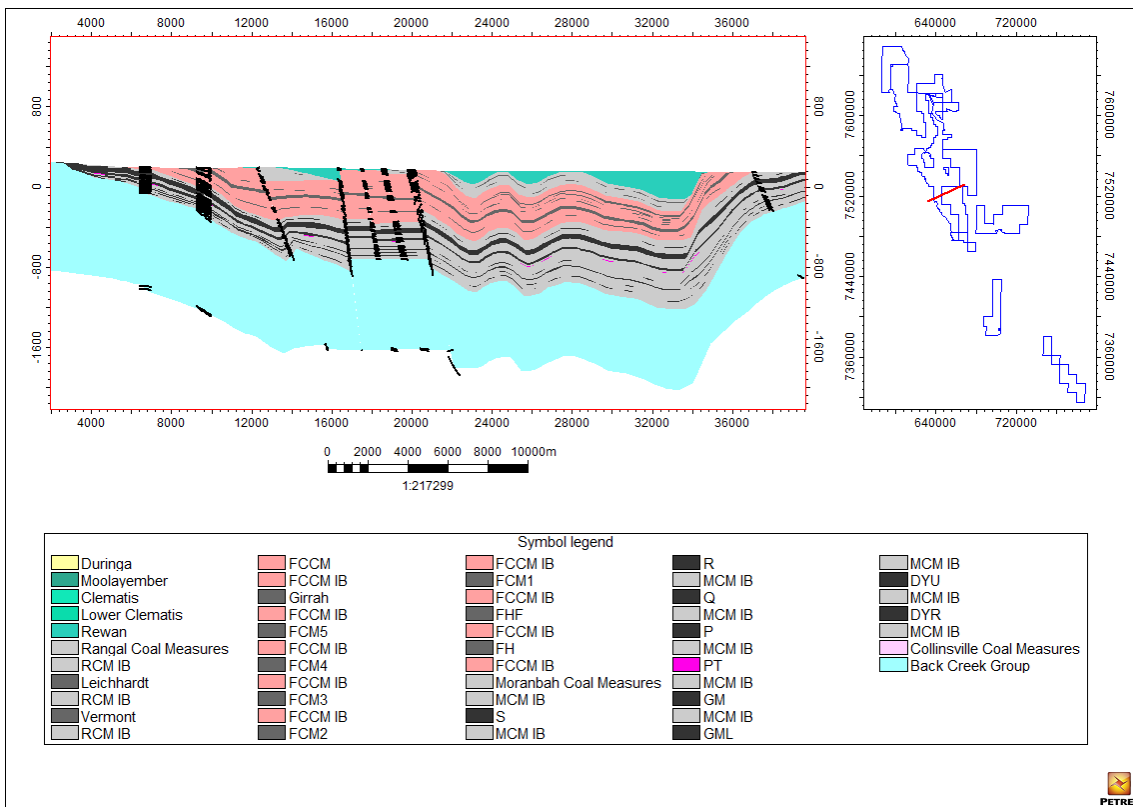 4000 8000 12000 16000 20000 24000 28000 32000 36000
640000 720000
800 0 -800 -1600
800 0 -800 -1600
7600000 7520000 7440000 7360000
7600000 7520000 7440000 7360000
4000 8000 12000 16000 20000 24000 28000 32000 36000
640000 720000
0 2000 4000 6000 8000 10000m
1:217299
Symbol legend
Duringa
Moolayember
Clematis
Lower Clematis
Rewan
Rangal Coal Measures
RCM IB
Leichhardt
RCM IB
Vermont
RCM IB
FCCM
FCCM IB
Girrah
FCCM IB
FCM5
FCCM IB
FCM4
FCCM IB
FCM3
FCCM IB
FCM2
FCCM IB
FCM1
FCCM IB
FHF
FCCM IB
FH
FCCM IB
Moranbah Coal Measures
MCM IB
S
MCM IB
R
MCM IB
Q
MCM IB
P
MCM IB
PT
MCM IB
GM
MCM IB
GML
MCM IB
DYU
MCM IB
DYR
MCM IB
Collinsville Coal Measures
Back Creek Group
PETRE